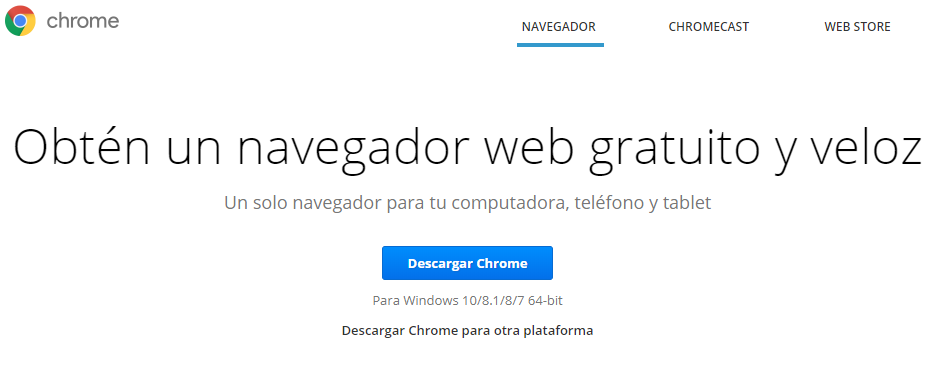 chrome
NAVEGADOR CHROMECAST WEB STORE
Obtén un navegador web gratuito y veloz
Un solo navegador para tu computadora, teléfono y tablet
Descargar Chrome
Para Windows 10/8.1/8/7 64-bit
Descargar Chrome para otra plataforma